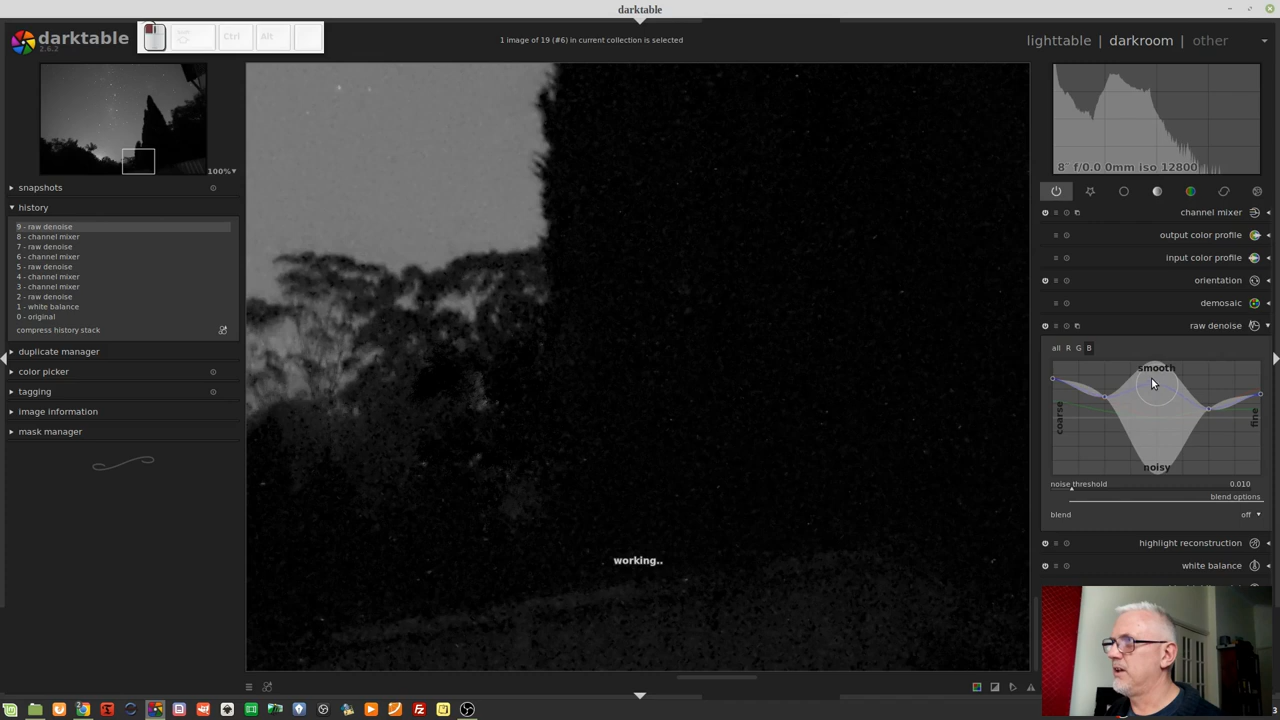 darktable
darktable
2.6.2
Ctrl
Alt
1 image of 19 (#6) in current collection is selected
lighttable | darkroom | other
8" f/0.0 0mm iso 12800
100%
snapshots
history
9 - raw denoise
8 - channel mixer
7 - raw denoise
6 - channel mixer
5 - raw denoise
4 - channel mixer
3 - channel mixer
2 - raw denoise
1 - white balance
0 - original
compress history stack
duplicate manager
color picker
tagging
image information
mask manager
working..
channel mixer
output color profile
input color profile
orientation
demosaic
raw denoise
all R G B
smooth
coarse
fine
noisy
noise threshold 0.010
blend options
blend off
highlight reconstruction
white balance